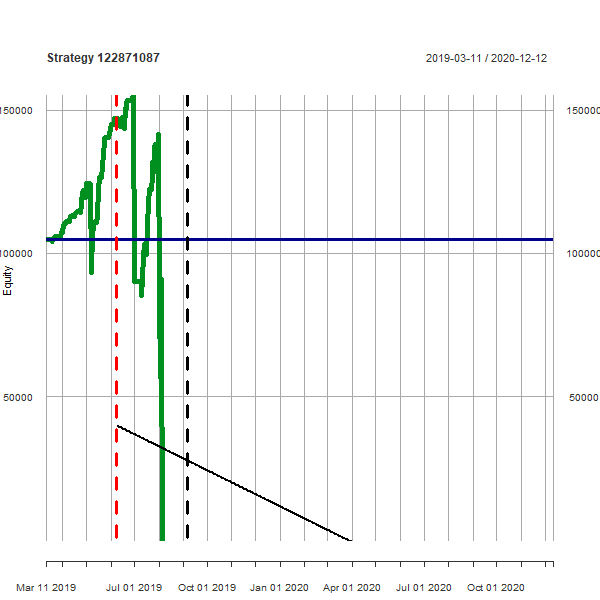 Strategy 122871087
2019-03-11 / 2020-12-12
150000 150000
100000 100000
Equity
50000 50000
Mar 11 2019 Jul 01 2019 Oct 01 2019 Jan 01 2020 Apr 01 2020 Jul 01 2020 Oct 01 2020